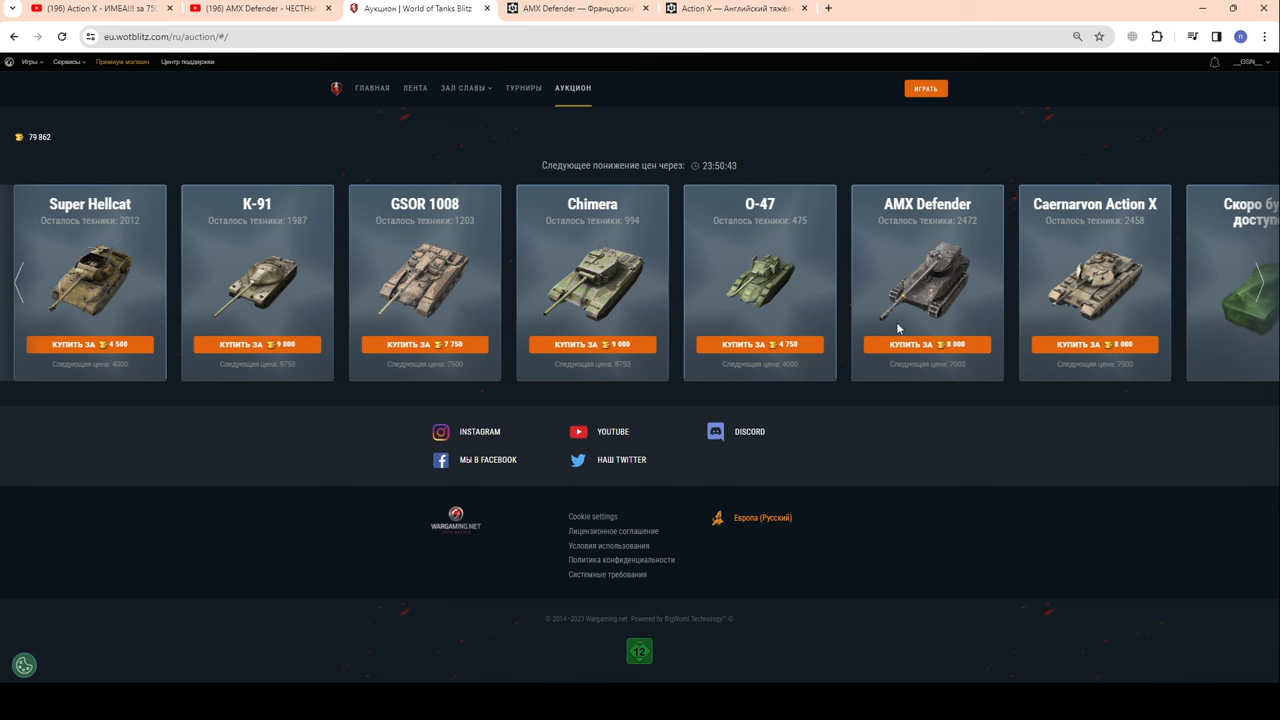 (196) Action X - ИМБА!!! за 750
(196) AMX Defender - ЧЕСТНЫ
Аукцион | World of Tanks Blitz
AMX Defender — Французский
Action X — Английский тяжёл
eu.wotblitz.com/ru/auction/#/
п
Игры
Сервисы
Премиум магазин
Центр поддержки
__GSN__
ГЛАВНАЯ
ЛЕНТА
ЗАЛ СЛАВЫ
ТУРНИРЫ
АУКЦИОН
ИГРАТЬ
79 862
Следующее понижение цен через: 23:50:43
Super Hellcat
Осталось техники: 2012
КУПИТЬ ЗА 4 500
Следующая цена: 4000
K-91
Осталось техники: 1987
КУПИТЬ ЗА 9 000
Следующая цена: 8750
GSOR 1008
Осталось техники: 1203
КУПИТЬ ЗА 7 750
Следующая цена: 7500
Chimera
Осталось техники: 994
КУПИТЬ ЗА 9 000
Следующая цена: 8750
O-47
Осталось техники: 475
КУПИТЬ ЗА 4 750
Следующая цена: 4000
AMX Defender
Осталось техники: 2472
КУПИТЬ ЗА 8 000
Следующая цена: 7000
Caernarvon Action X
Осталось техники: 2458
КУПИТЬ ЗА 8 000
Следующая цена: 7500
Скоро бу
доступн
INSTAGRAM
YOUTUBE
DISCORD
МЫ В FACEBOOK
НАШ TWITTER
WARGAMING.NET
Cookie settings
Лицензионное соглашение
Условия использования
Политика конфиденциальности
Системные требования
Европа (Русский)
© 2014–2023 Wargaming.net. Powered by BigWorld Technology™ ©
12